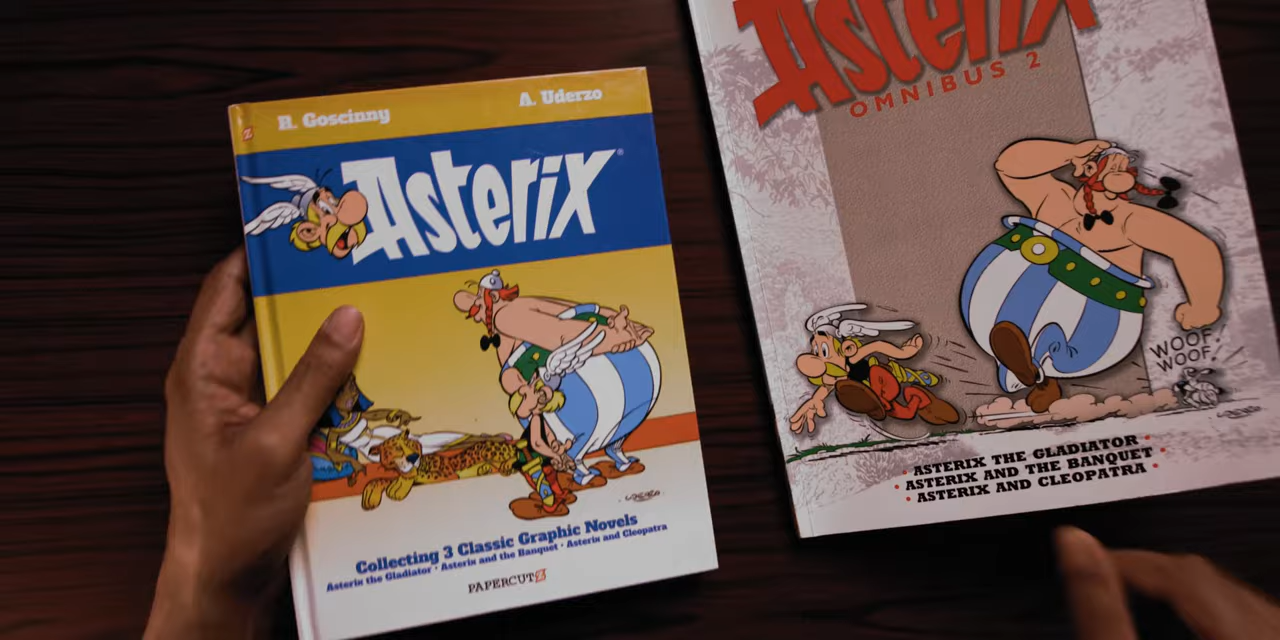 R. Goscinny
A. Uderzo
Asterix®
Collecting 3 Classic Graphic Novels
Asterix the Gladiator · Asterix and the Banquet · Asterix and Cleopatra
PAPERCUTZ
Asterix
OMNIBUS 2
WOOF!
WOOF!
• ASTERIX THE GLADIATOR •
• ASTERIX AND THE BANQUET •
• ASTERIX AND CLEOPATRA •